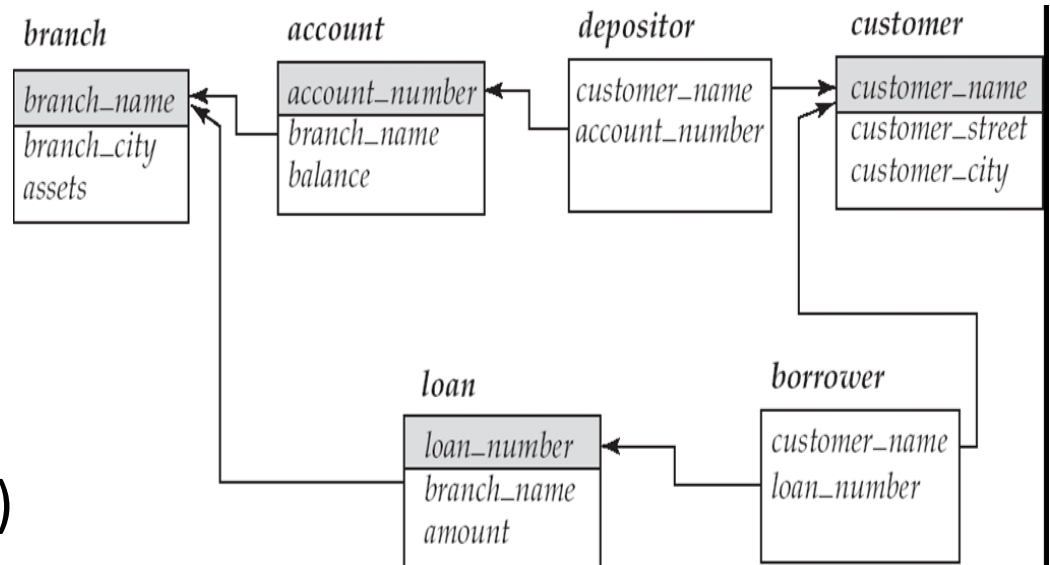 branch
branch_name
branch_city
assets
account
account_number
branch_name
balance
depositor
customer_name
account_number
customer
customer_name
customer_street
customer_city
loan
loan_number
branch_name
amount
borrower
customer_name
loan_number
)